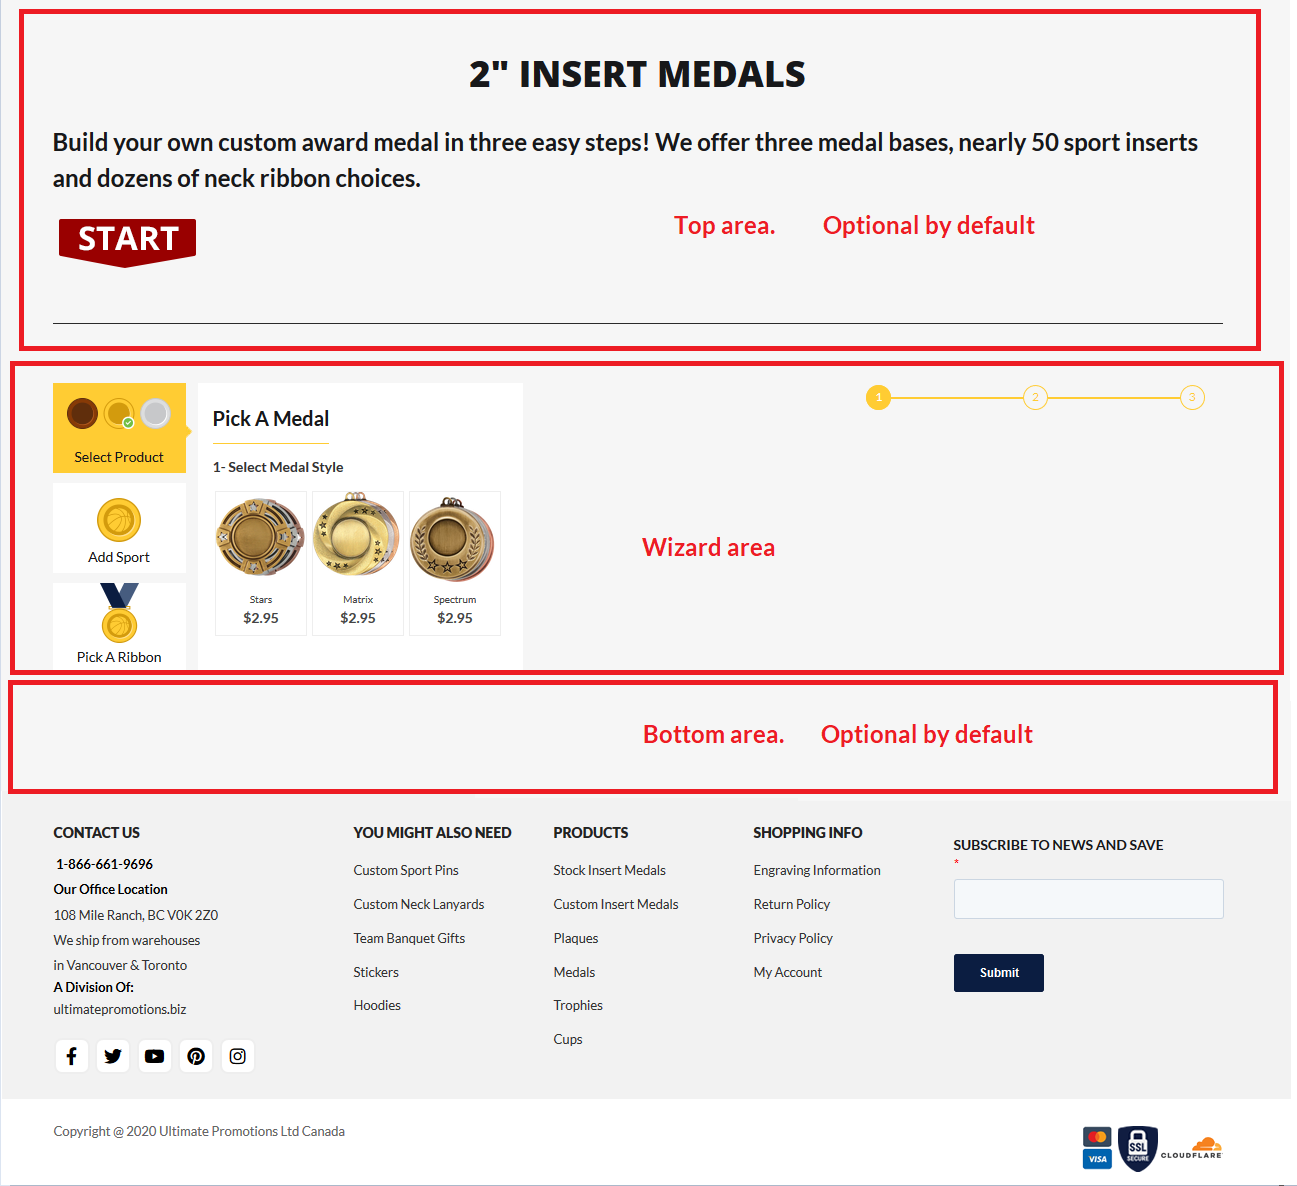 2" INSERT MEDALS
Build your own custom award medal in three easy steps! We offer three medal bases, nearly 50 sport inserts
and dozens of neck ribbon choices.
START
Top area. Optional by default
Select Product
Add Sport
Pick A Ribbon
Pick A Medal
1- Select Medal Style
Stars
$2.95
Matrix
$2.95
Spectrum
$2.95
1 2 3
Wizard area
Bottom area. Optional by default
CONTACT US
1-866-661-9696
Our Office Location
108 Mile Ranch, BC V0K 2Z0
We ship from warehouses
in Vancouver & Toronto
A Division Of:
ultimatepromotions.biz
YOU MIGHT ALSO NEED
Custom Sport Pins
Custom Neck Lanyards
Team Banquet Gifts
Stickers
Hoodies
PRODUCTS
Stock Insert Medals
Custom Insert Medals
Plaques
Medals
Trophies
Cups
SHOPPING INFO
Engraving Information
Return Policy
Privacy Policy
My Account
SUBSCRIBE TO NEWS AND SAVE
*
Submit
Copyright @ 2020 Ultimate Promotions Ltd Canada
VISA
SSL
SECURE
CLOUDFLARE